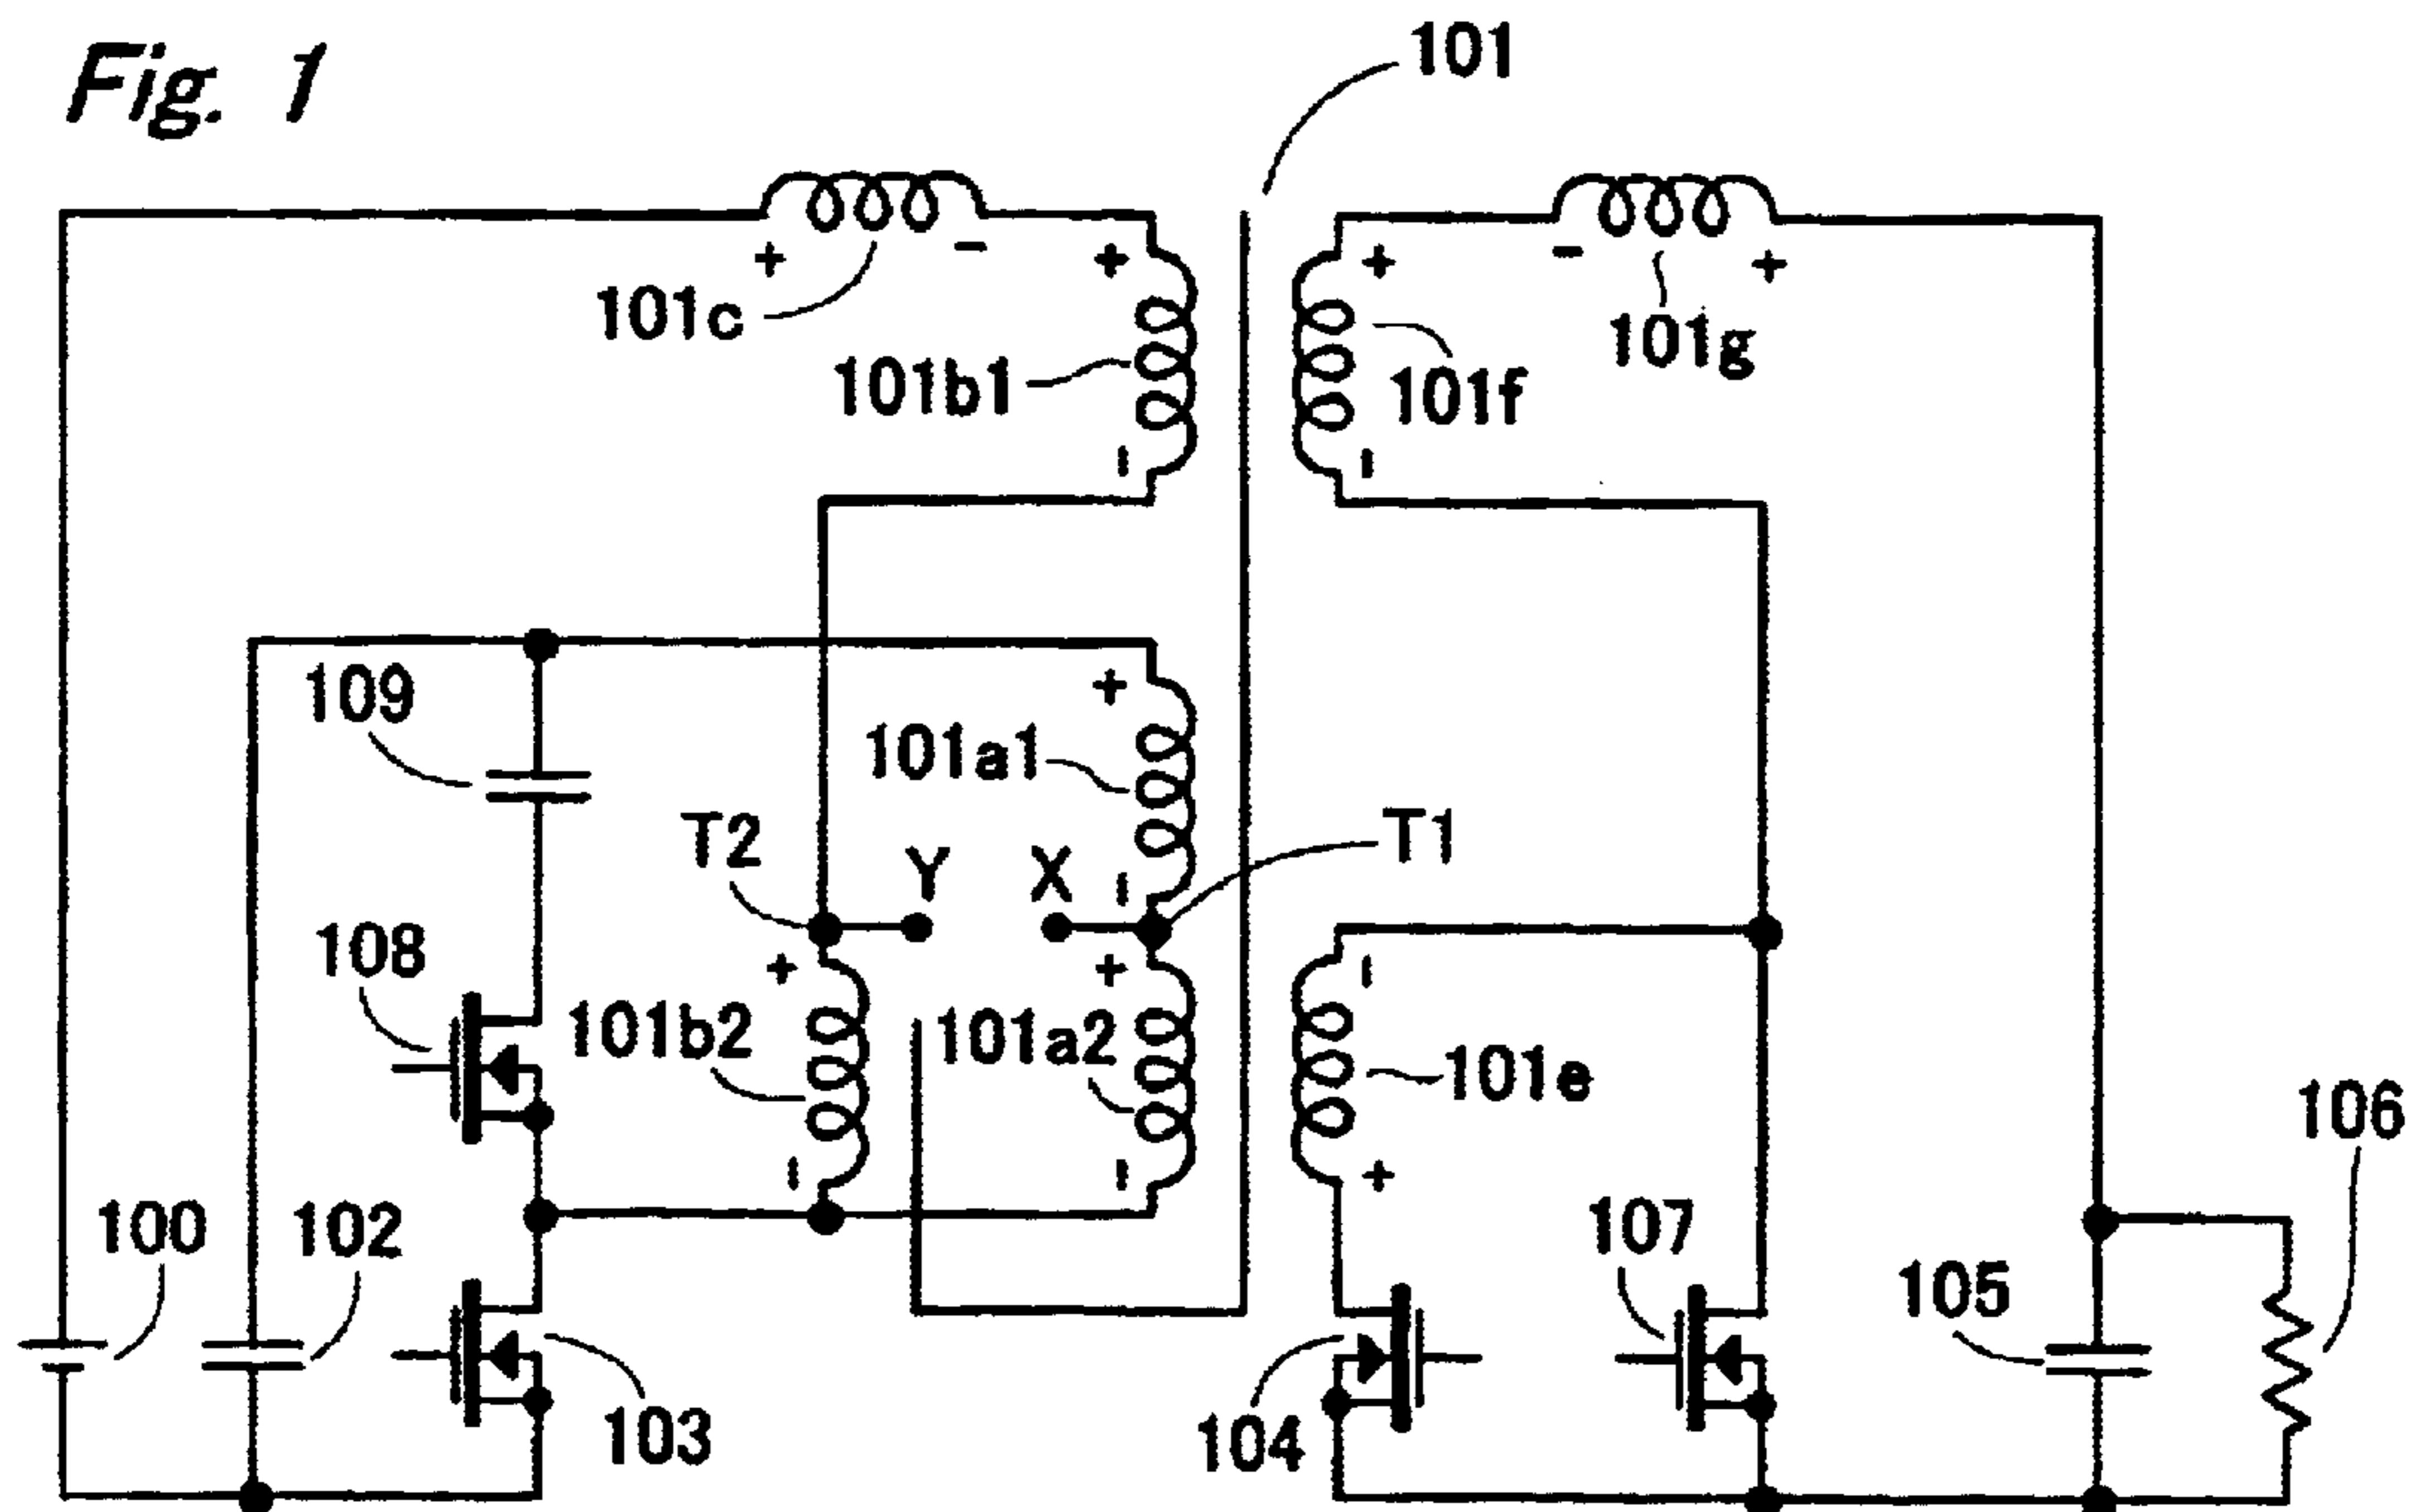 Fig. 1
101
+ - + + - +
101c
101b1
101f
101g
- -
109
+
101a1
T2
Y
X
-
T1
108
+ + -
101b2
101a2
101e
- - +
100
102
107
105
106
103
104